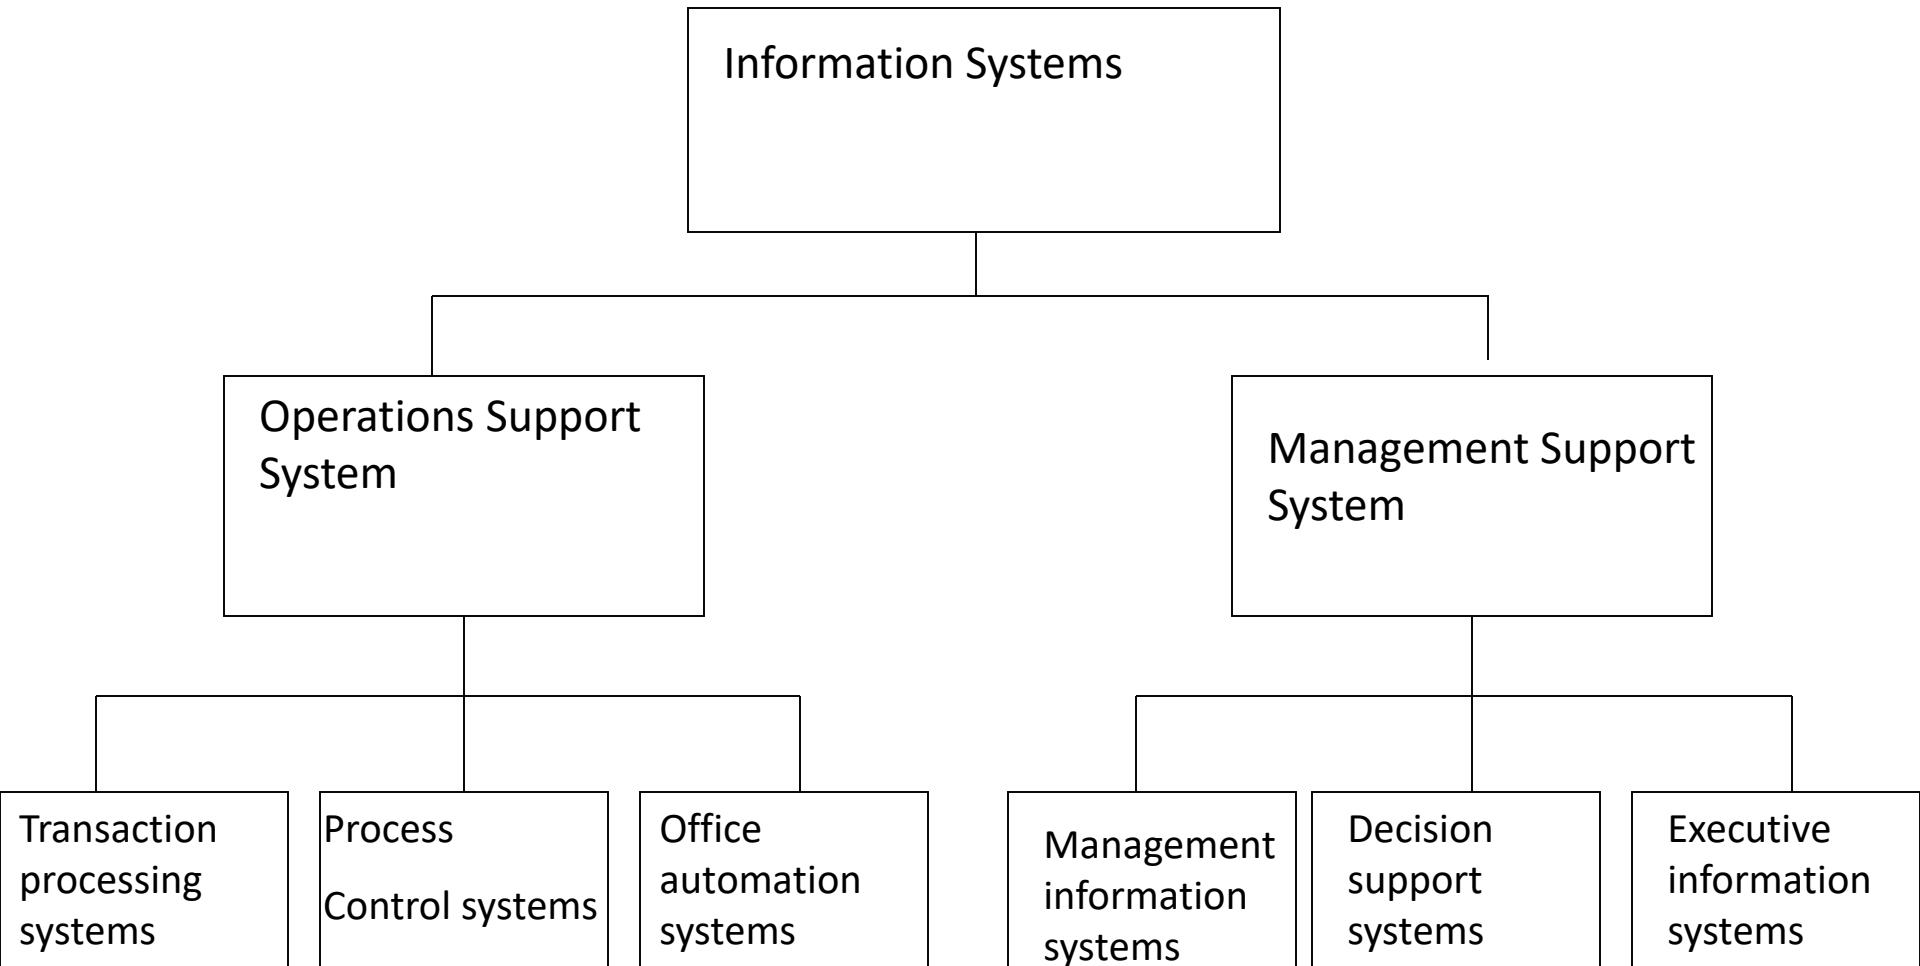 Information Systems
Operations Support
System
Management Support
System
Transaction
processing
systems
Process
Control systems
Office
automation
systems
Management
information
systems
Decision
support
systems
Executive
information
systems